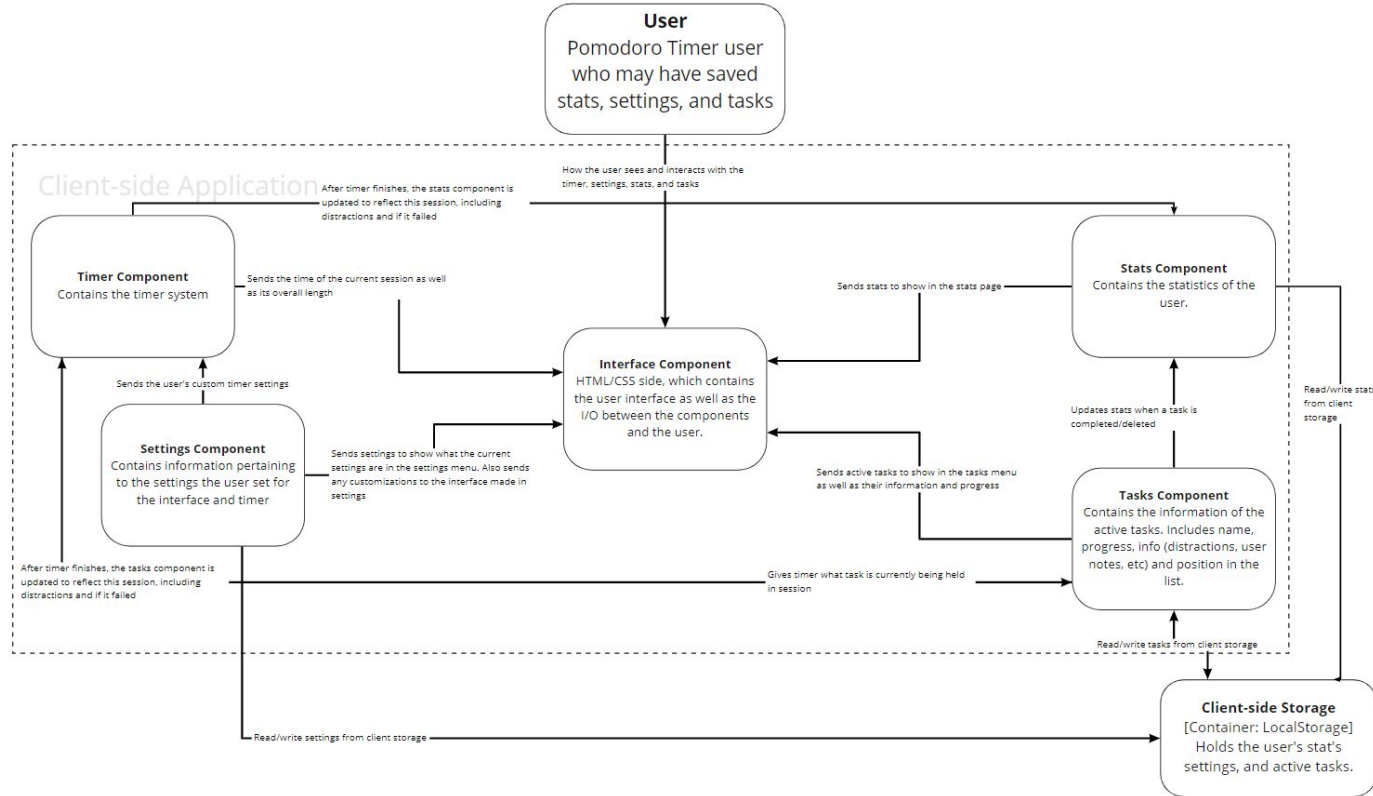 User
Pomodoro Timer user
who may have saved
stats, settings, and tasks
Client-side Application
How the user sees and interacts with the
timer, settings, stats, and tasks
After timer finishes, the stats component is
updated to reflect this session, including
distractions and if it failed
Timer Component
Contains the timer system
Sends the time of the current session as well
as its overall length
Sends stats to show in the stats page
Stats Component
Contains the statistics of the
user.
Interface Component
HTML/CSS side, which contains
the user interface as well as the
I/O between the components
and the user.
Sends the user's custom timer settings
Read/write stats
from client
storage
Updates stats when a task is
completed/deleted
Settings Component
Contains information pertaining
to the settings the user set for
the interface and timer
Sends settings to show what the current
settings are in the settings menu. Also sends
any customizations to the interface made in
settings
Sends active tasks to show in the tasks menu
as well as their information and progress
Tasks Component
Contains the information of the
active tasks. Includes name,
progress, info (distractions, user
notes, etc) and position in the
list.
After timer finishes, the tasks component is
updated to reflect this session, including
distractions and if it failed
Gives timer what task is currently being held
in session
Read/write tasks from client storage
Client-side Storage
[Container: LocalStorage]
Holds the user's stat's
settings, and active tasks.
Read/write settings from client storage